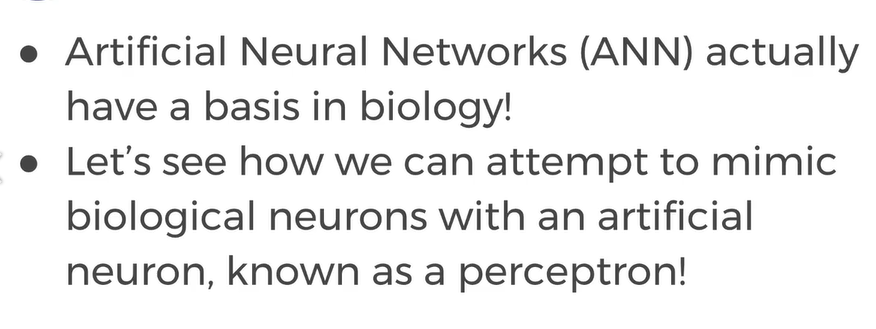 ● Artificial Neural Networks (ANN) actually
have a basis in biology!
● Let’s see how we can attempt to mimic
biological neurons with an artificial
neuron, known as a perceptron!